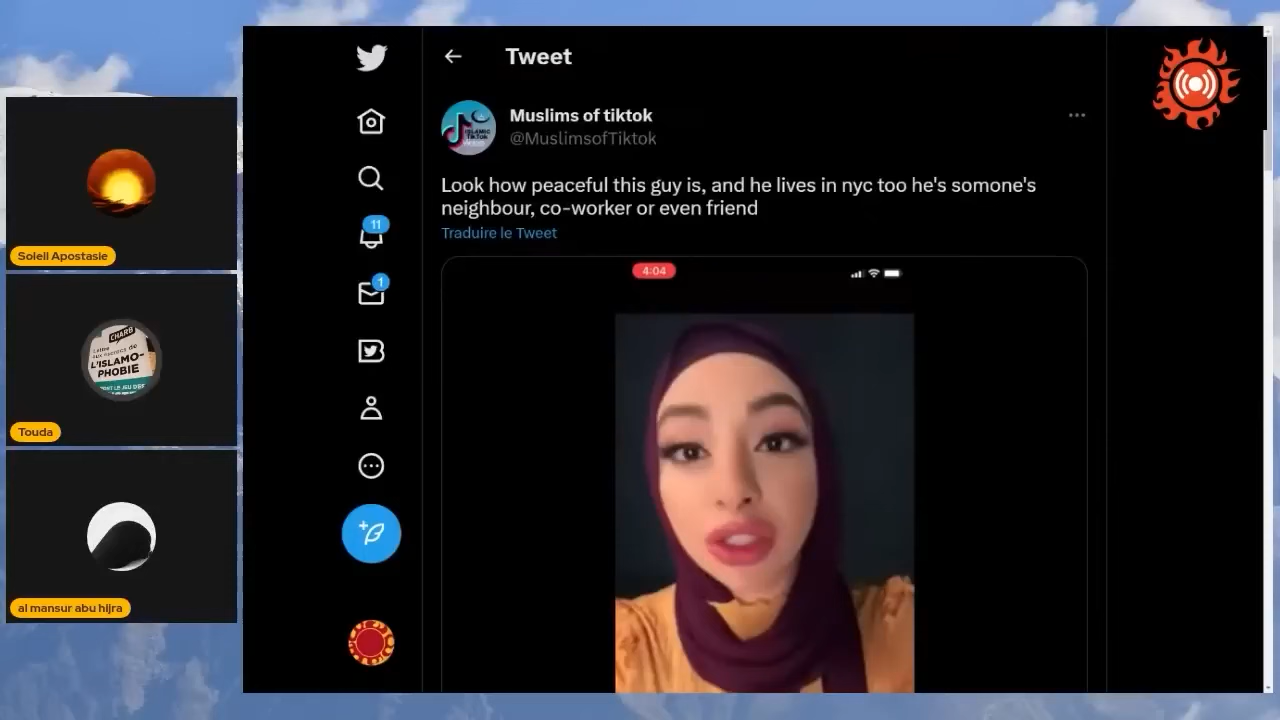 Tweet
Muslims of tiktok
@MuslimsofTiktok
Look how peaceful this guy is, and he lives in nyc too he's somone's
neighbour, co-worker or even friend
Traduire le Tweet
4:04
11
1
Soleil Apostasie
CHARB
L'ISLAMO-
PHOBIE
Touda
al mansur abu hijra